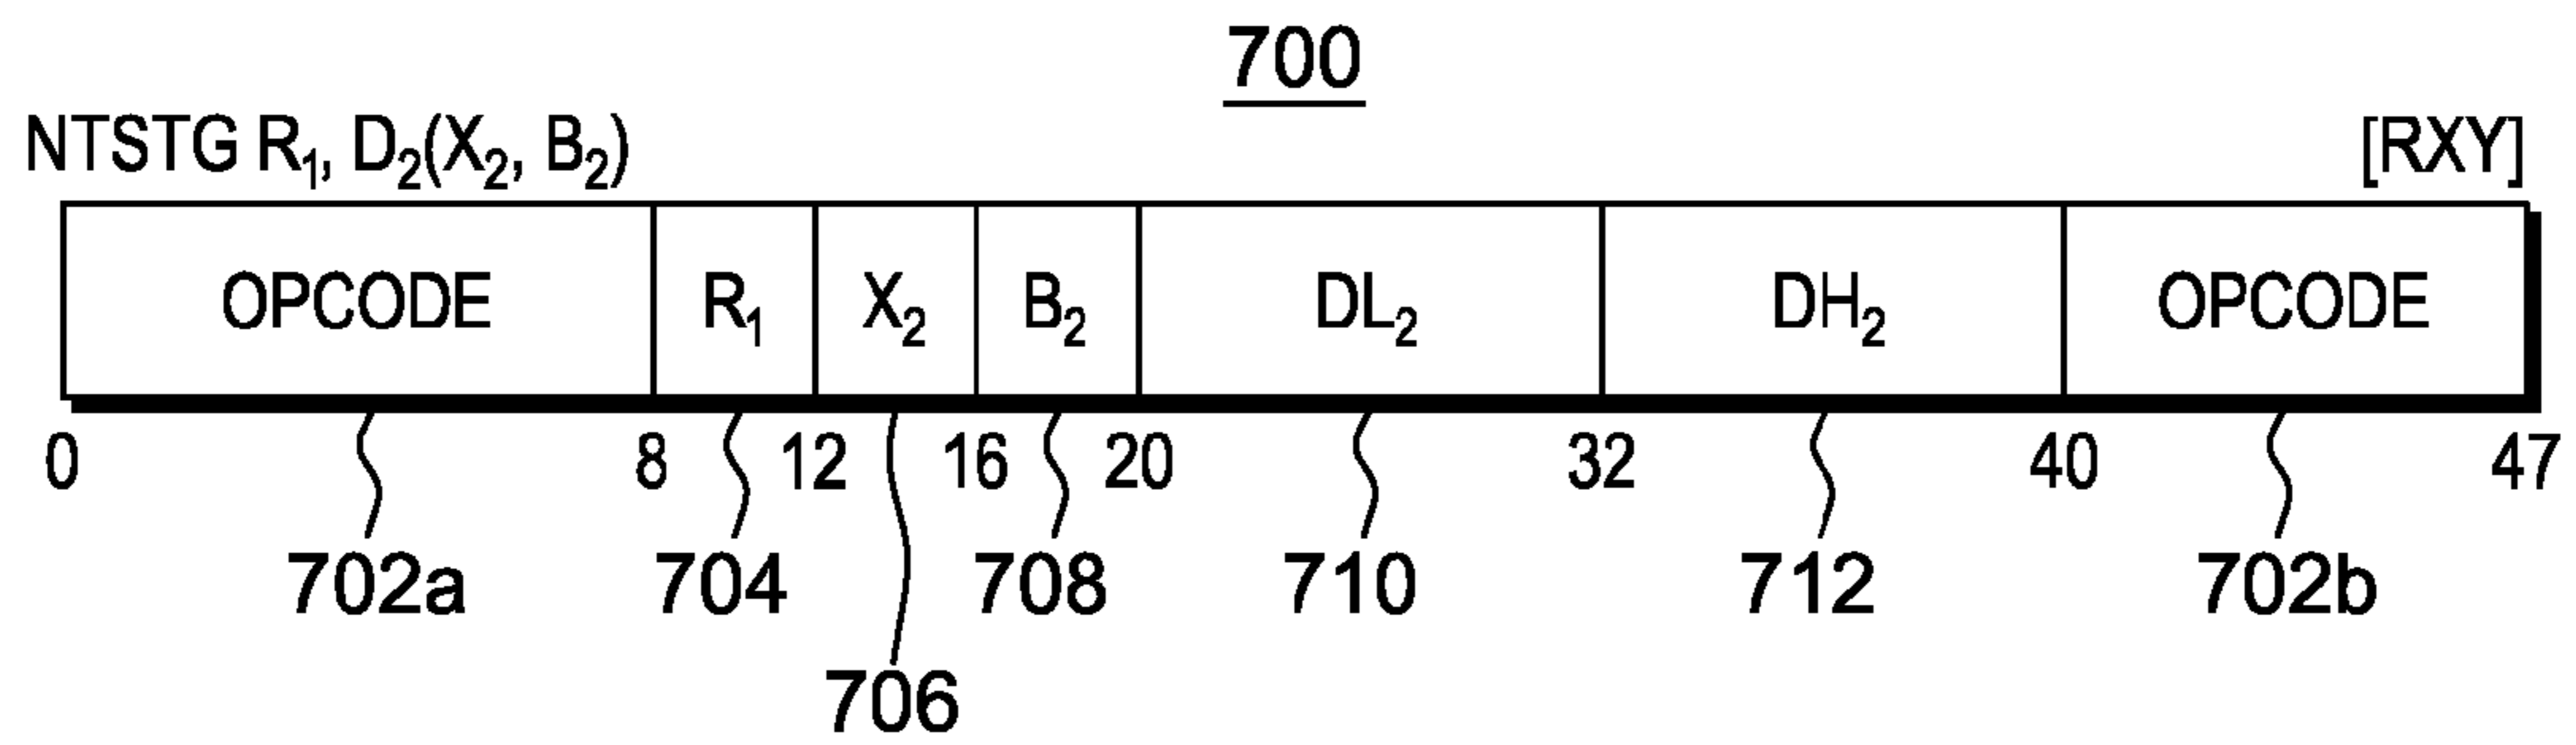 700
NTSTG R₁, D₂(X₂, B₂) [RXY]
OPCODE R₁ X₂ B₂ DL₂ DH₂ OPCODE
0 8 12 16 20 32 40 47
702a 704 708 710 712 702b
706